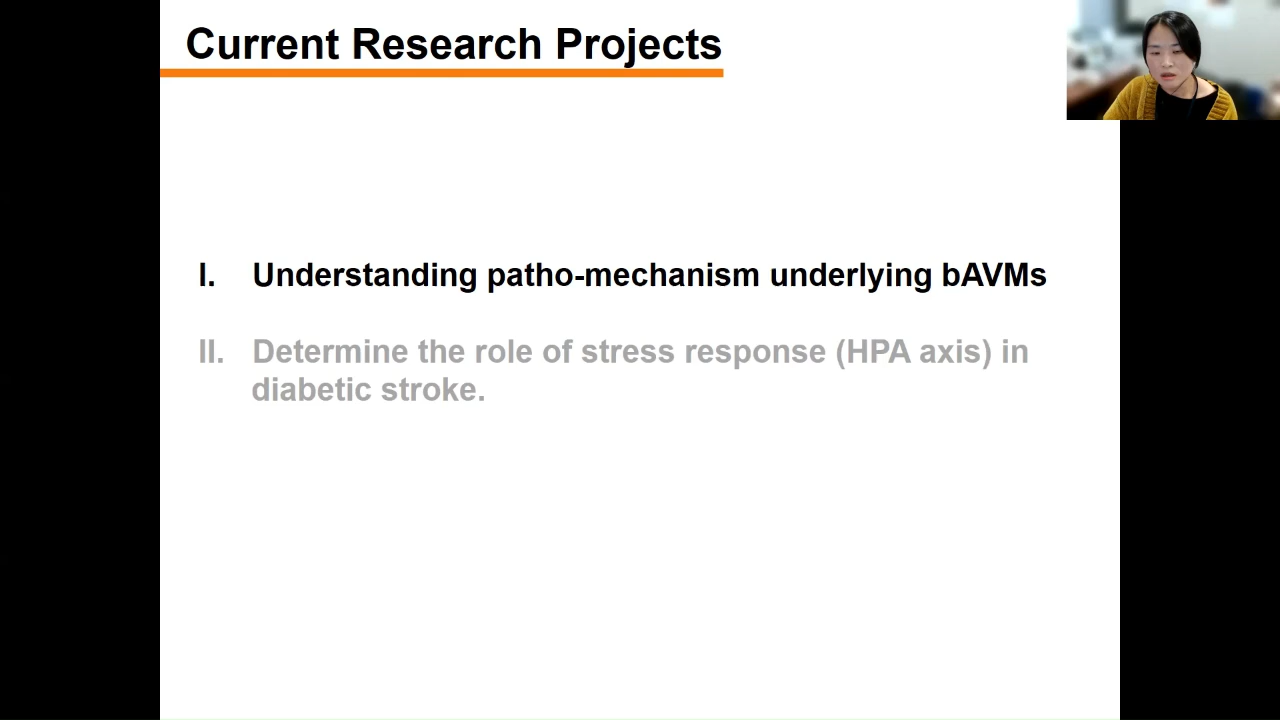 Current Research Projects
I. Understanding patho-mechanism underlying bAVMs
II. Determine the role of stress response (HPA axis) in
diabetic stroke.